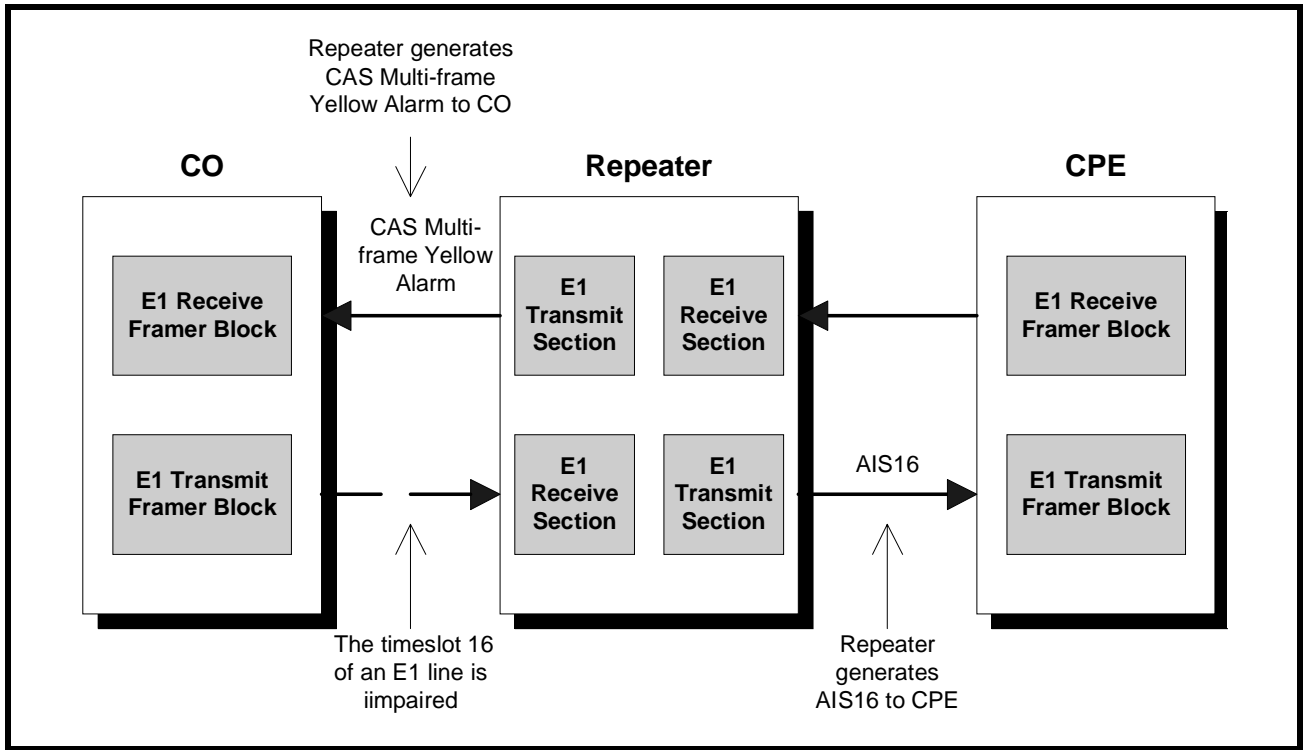 Repeater generates
CAS Multi-frame
Yellow Alarm to CO
CO
Repeater
CPE
CAS Multi-
frame Yellow
Alarm
E1 Receive
Framer Block
E1
Transmit
Section
E1
Receive
Section
E1 Receive
Framer Block
E1 Transmit
Framer Block
E1
Receive
Section
E1
Transmit
Section
AIS16
E1 Transmit
Framer Block
The timeslot 16
of an E1 line is
iimpaired
Repeater
generates
AIS16 to CPE